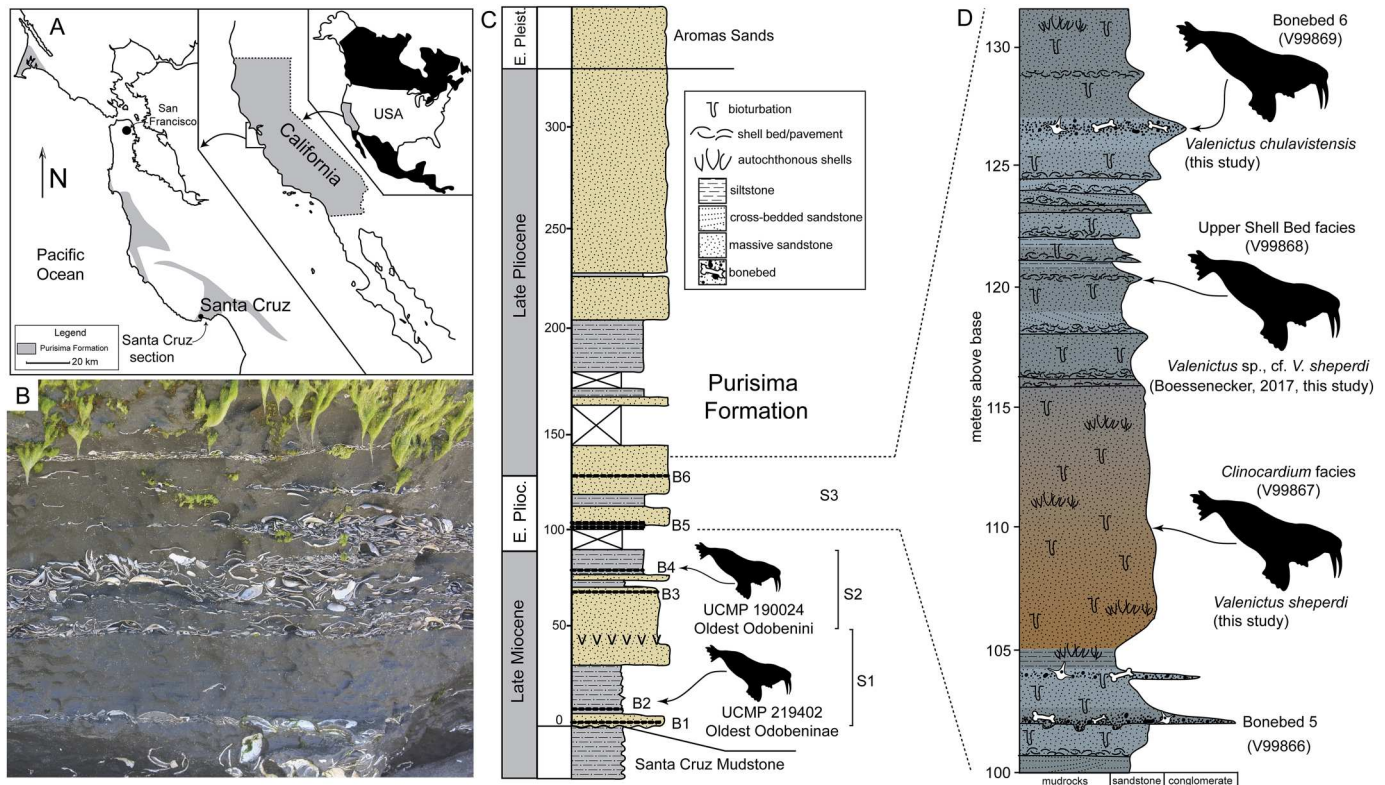 A
San
Francisco
N
Pacific
Ocean
Santa Cruz
Santa Cruz
section
Legend
Purisima Formation
20 km
California
USA
B
C
E. Pleist.
Late Pliocene
E. Plioc.
Late Miocene
300
250
200
150
100
50
0
Aromas Sands
bioturbation
shell bed/pavement
autochthonous shells
siltstone
cross-bedded sandstone
massive sandstone
bonebed
Purisima
Formation
B6
B5
B4
B3
B2
B1
S3
S2
S1
UCMP 190024
Oldest Odobenini
UCMP 219402
Oldest Odobeninae
Santa Cruz Mudstone
D
meters above base
130
125
120
115
110
105
100
mudrocks
sandstone
conglomerate
Bonebed 6
(V99869)
Valenictus chulavistensis
(this study)
Upper Shell Bed facies
(V99868)
Valenictus sp., cf. V. sheperdi
(Boessenecker, 2017, this study)
Clinocardium facies
(V99867)
Valenictus sheperdi
(this study)
Bonebed 5
(V99866)